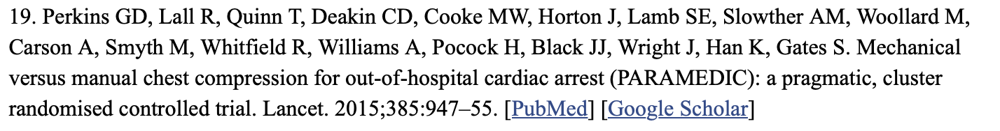 19. Perkins GD, Lall R, Quinn T, Deakin CD, Cooke MW, Horton J, Lamb SE, Slowther AM, Woollard M,
Carson A, Smyth M, Whitfield R, Williams A, Pocock H, Black JJ, Wright J, Han K, Gates S. Mechanical
versus manual chest compression for out-of-hospital cardiac arrest (PARAMEDIC): a pragmatic, cluster
randomised controlled trial. Lancet. 2015;385:947–55. [PubMed] [Google Scholar]